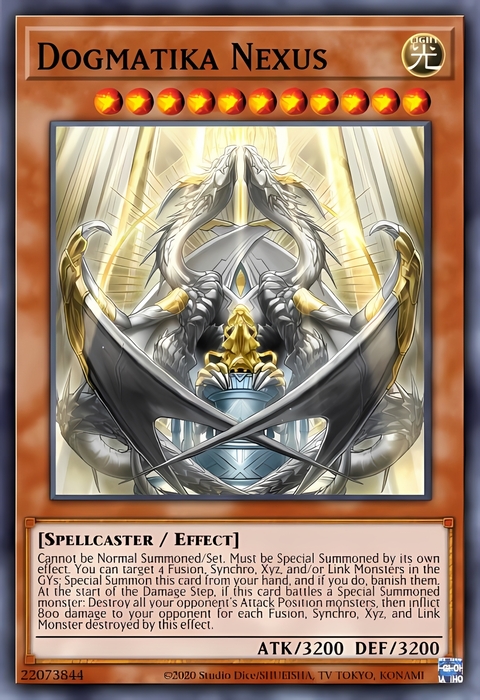 DOGMATIKA NEXUS
LIGHT
光
[SPELLCASTER / EFFECT]
Cannot be Normal Summoned/Set. Must be Special Summoned by its own
effect. You can target 4 Fusion, Synchro, Xyz, and/or Link Monsters in the
GYs; Special Summon this card from your hand, and if you do, banish them.
At the start of the Damage Step, if this card battles a Special Summoned
monster: Destroy all your opponent's Attack Position monsters, then inflict
800 damage to your opponent for each Fusion, Synchro, Xyz, and Link
Monster destroyed by this effect.
ATK/3200 DEF/3200
22073844
©2020 Studio Dice/SHUEISHA, TV TOKYO, KONAMI